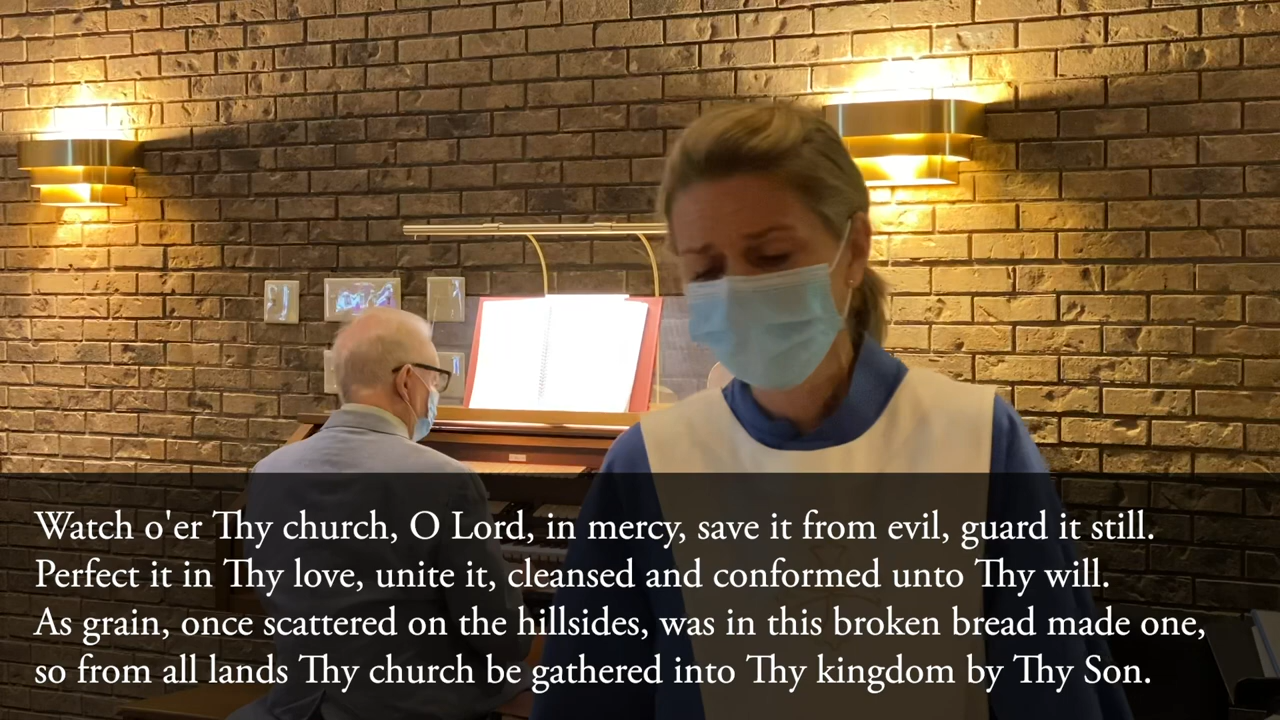 Watch o'er Thy church, O Lord, in mercy, save it from evil, guard it still.
Perfect it in Thy love, unite it, cleansed and conformed unto Thy will.
As grain, once scattered on the hillsides, was in this broken bread made one,
so from all lands Thy church be gathered into Thy kingdom by Thy Son.